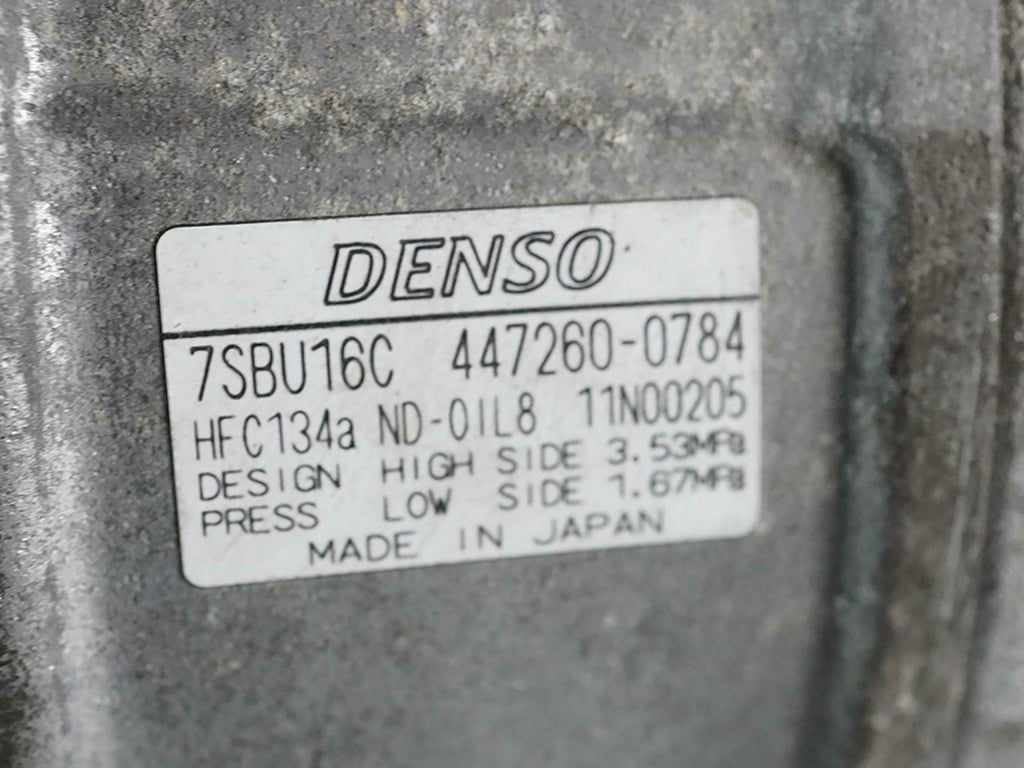 DENSO
7SBU16C 447260-0784
HFC134a ND-OIL8 11N00205
DESIGN HIGH SIDE 3.53MPa
PRESS LOW SIDE 1.67MPa
MADE IN JAPAN